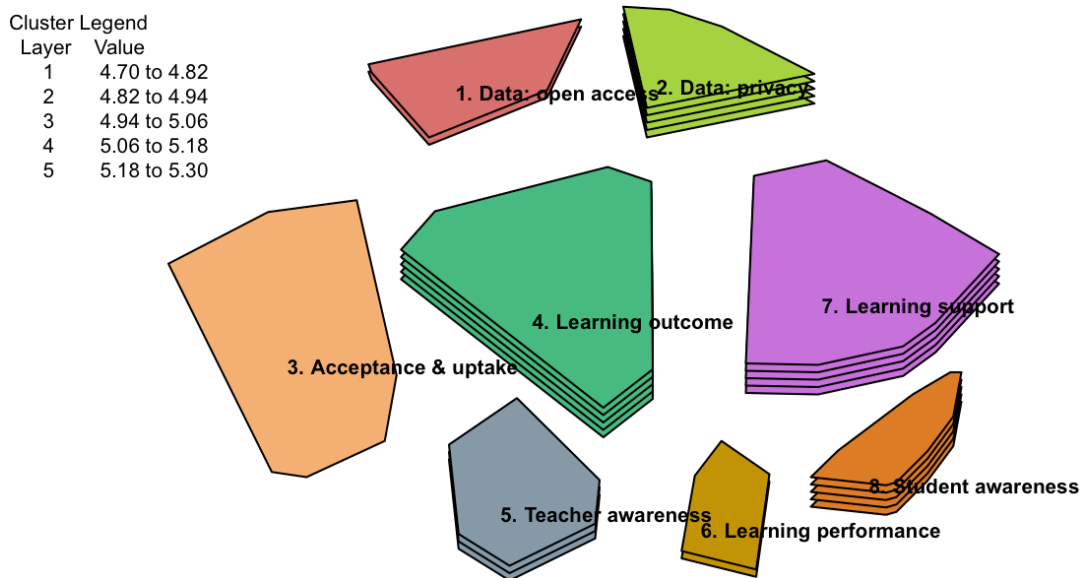 Cluster Legend
Layer Value
1 4.70 to 4.82
2 4.82 to 4.94
3 4.94 to 5.06
4 5.06 to 5.18
5 5.18 to 5.30
1. Data: open access
2. Data: privacy
3. Acceptance & uptake
4. Learning outcome
7. Learning support
5. Teacher awareness
6. Learning performance
8. Student awareness